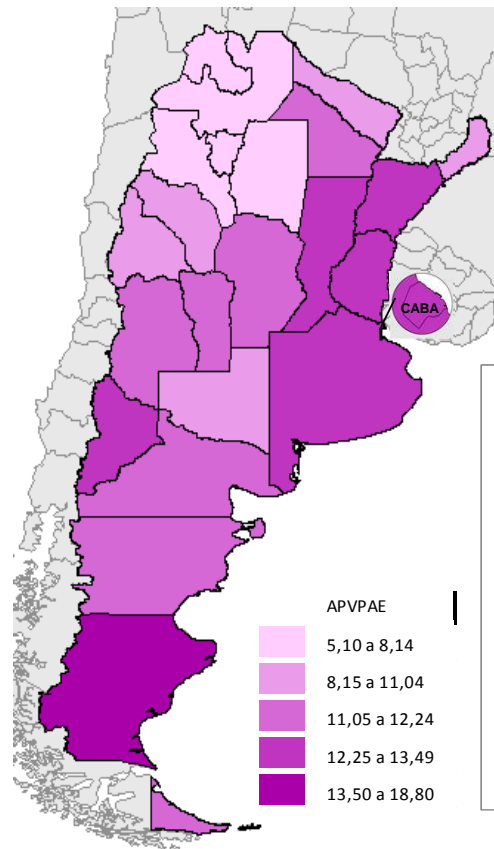 CABA
APVPAE
5,10 a 8,14
8,15 a 11,04
11,05 a 12,24
12,25 a 13,49
13,50 a 18,80